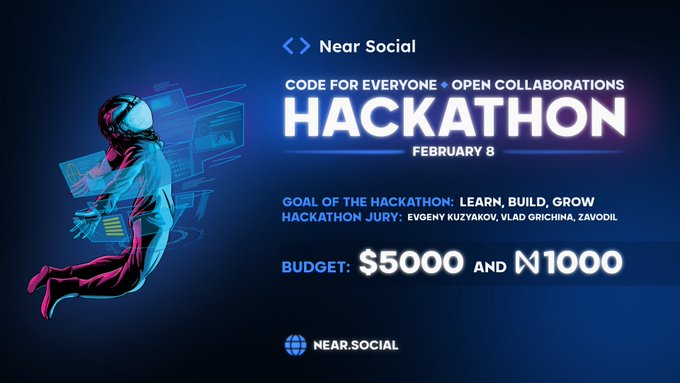 <> Near Social
CODE FOR EVERYONE ◆ OPEN COLLABORATIONS
HACKATHON
FEBRUARY 8
GOAL OF THE HACKATHON: LEARN, BUILD, GROW
HACKATHON JURY: EVGENY KUZYAKOV, VLAD GRICHINA, ZAVODIL
BUDGET: $5000 AND N1000
NEAR.SOCIAL